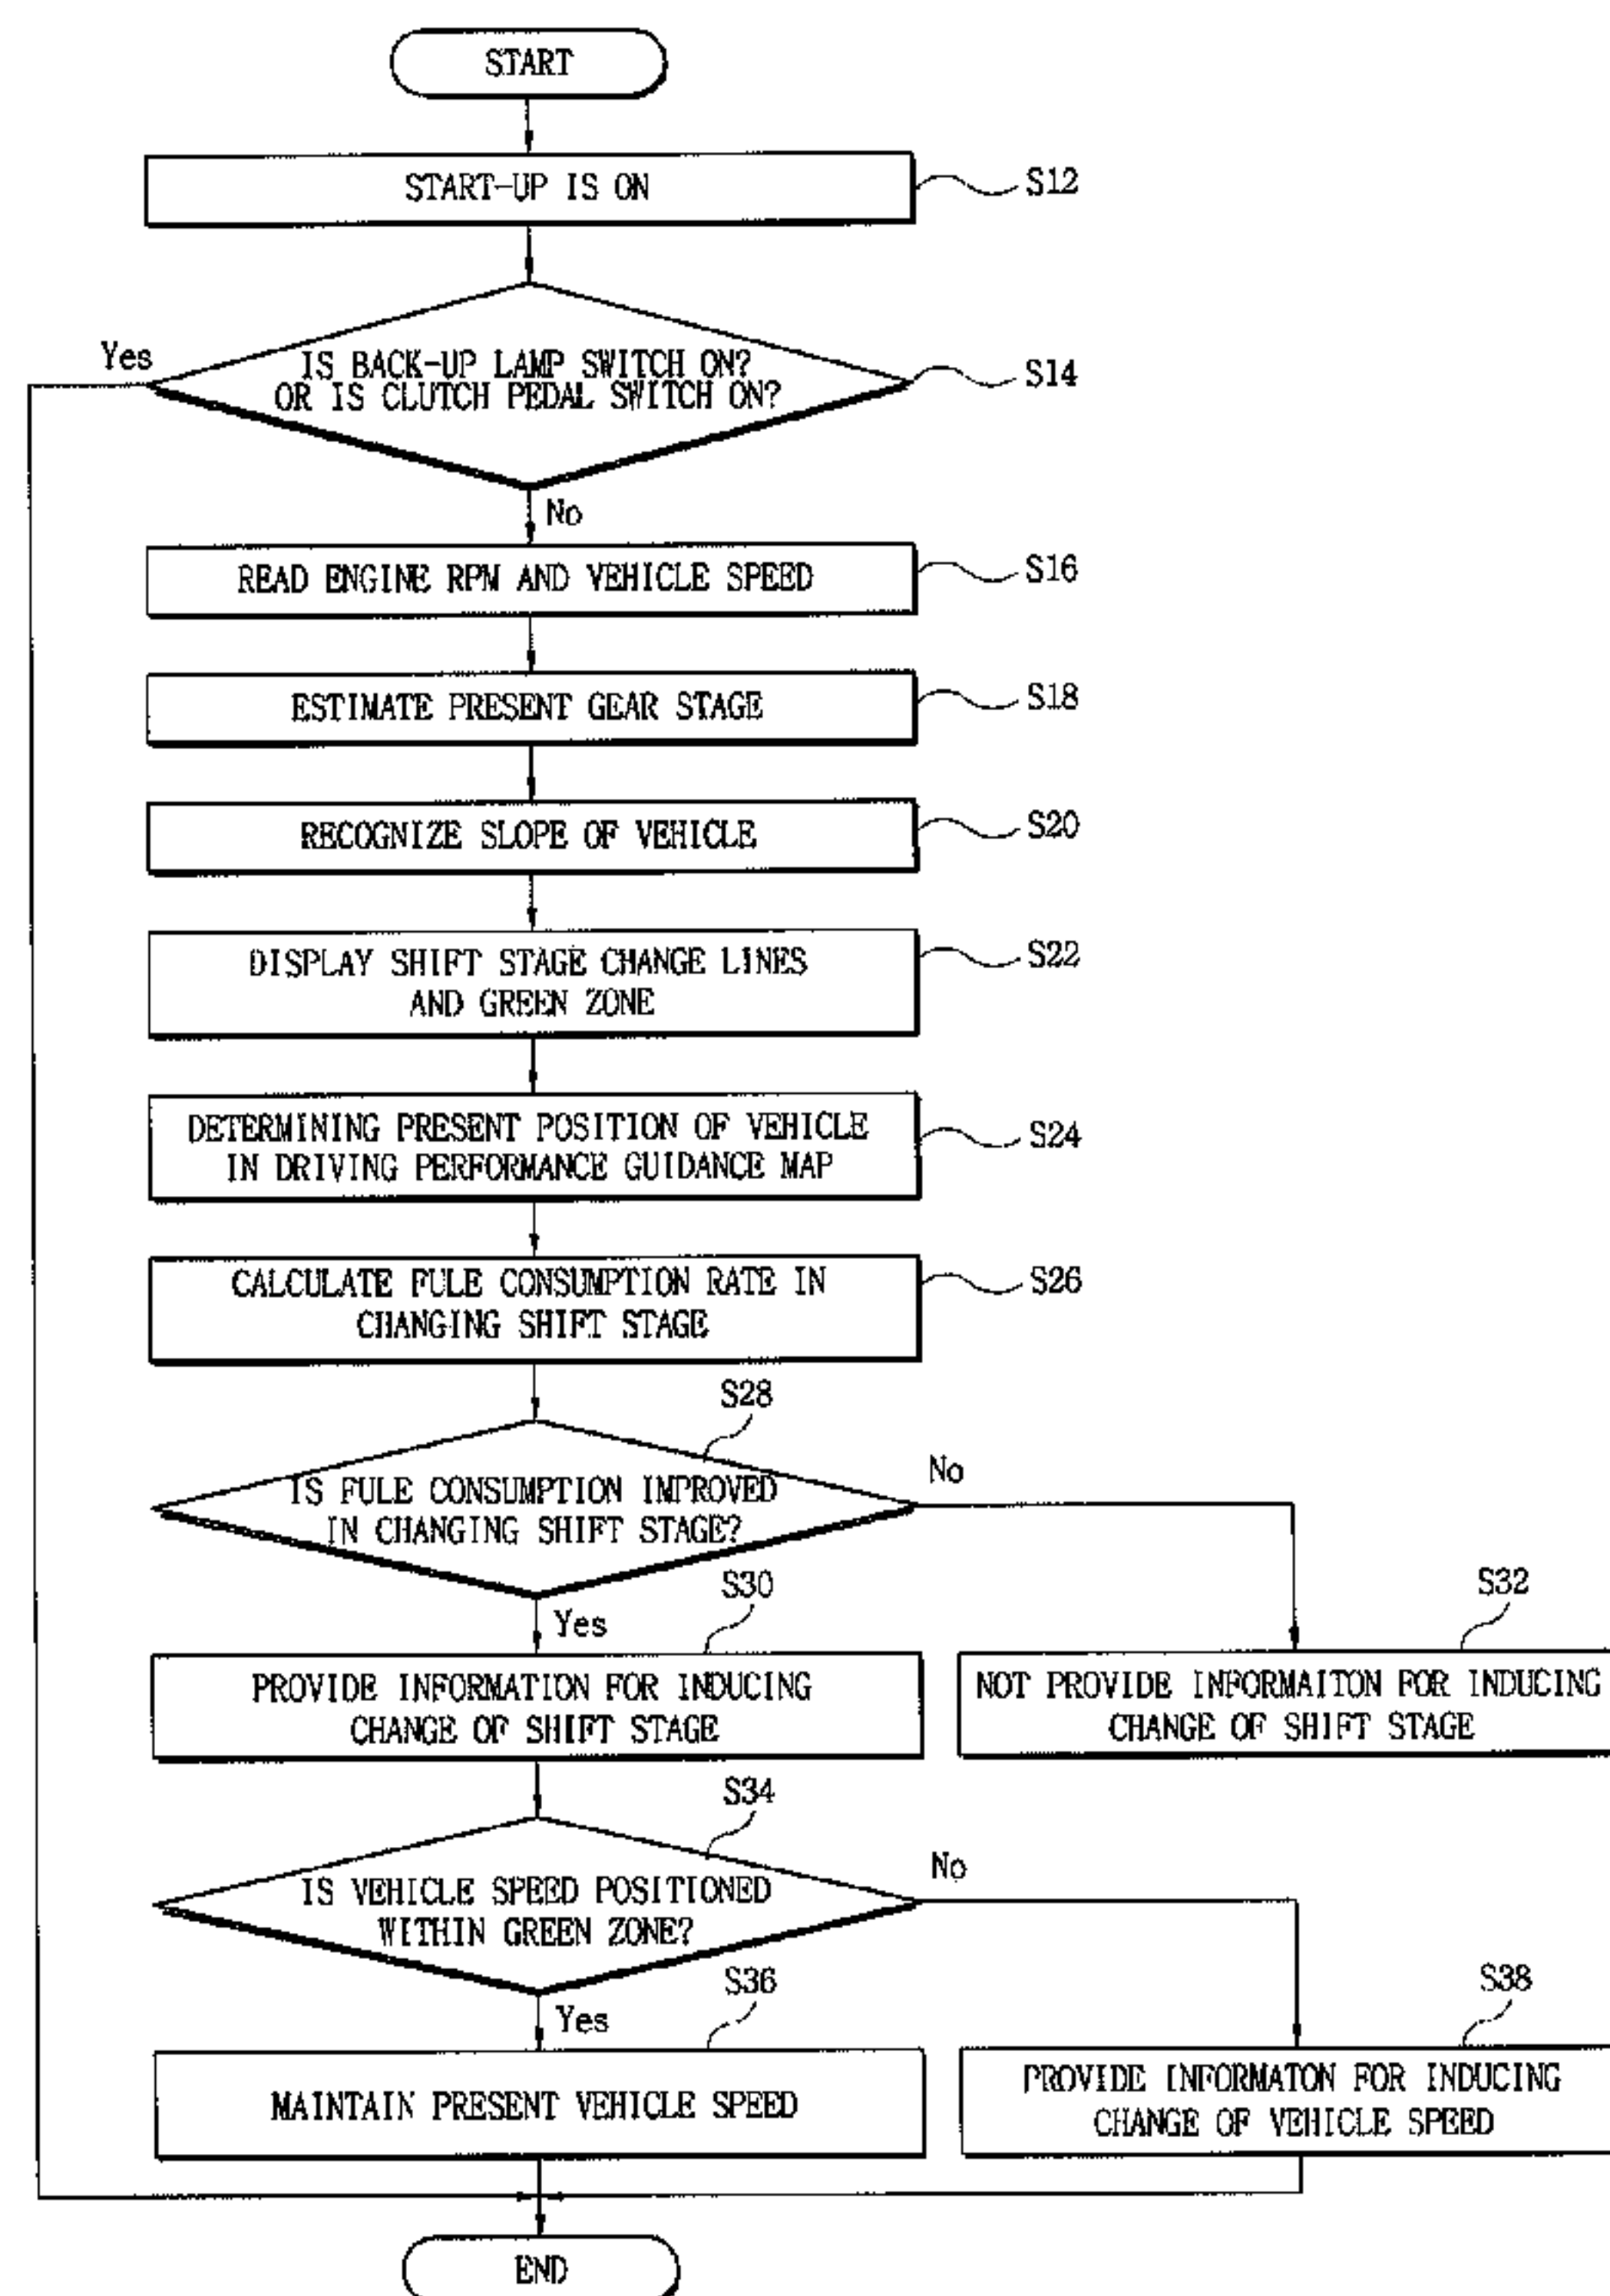 START
START-UP IS ON
S12
Yes
IS BACK-UP LAMP SWITCH ON?
OR IS CLUTCH PEDAL SWITCH ON?
S14
No
READ ENGINE RPM AND VEHICLE SPEED
S16
ESTIMATE PRESENT GEAR STAGE
S18
RECOGNIZE SLOPE OF VEHICLE
S20
DISPLAY SHIFT STAGE CHANGE LINES
AND GREEN ZONE
S22
DETERMINING PRESENT POSITION OF VEHICLE
IN DRIVING PERFORMANCE GUIDANCE MAP
S24
CALCULATE FULE CONSUMPTION RATE IN
CHANGING SHIFT STAGE
S26
S28
IS FULE CONSUMPTION IMPROVED
IN CHANGING SHIFT STAGE?
No
Yes
S30
PROVIDE INFORMATION FOR INDUCING
CHANGE OF SHIFT STAGE
S32
NOT PROVIDE INFORMAITON FOR INDUCING
CHANGE OF SHIFT STAGE
S34
IS VEHICLE SPEED POSITIONED
WITHIN GREEN ZONE?
No
Yes
S36
MAINTAIN PRESENT VEHICLE SPEED
S38
PROVIDE INFORMATON FOR INDUCING
CHANGE OF VEHICLE SPEED
END